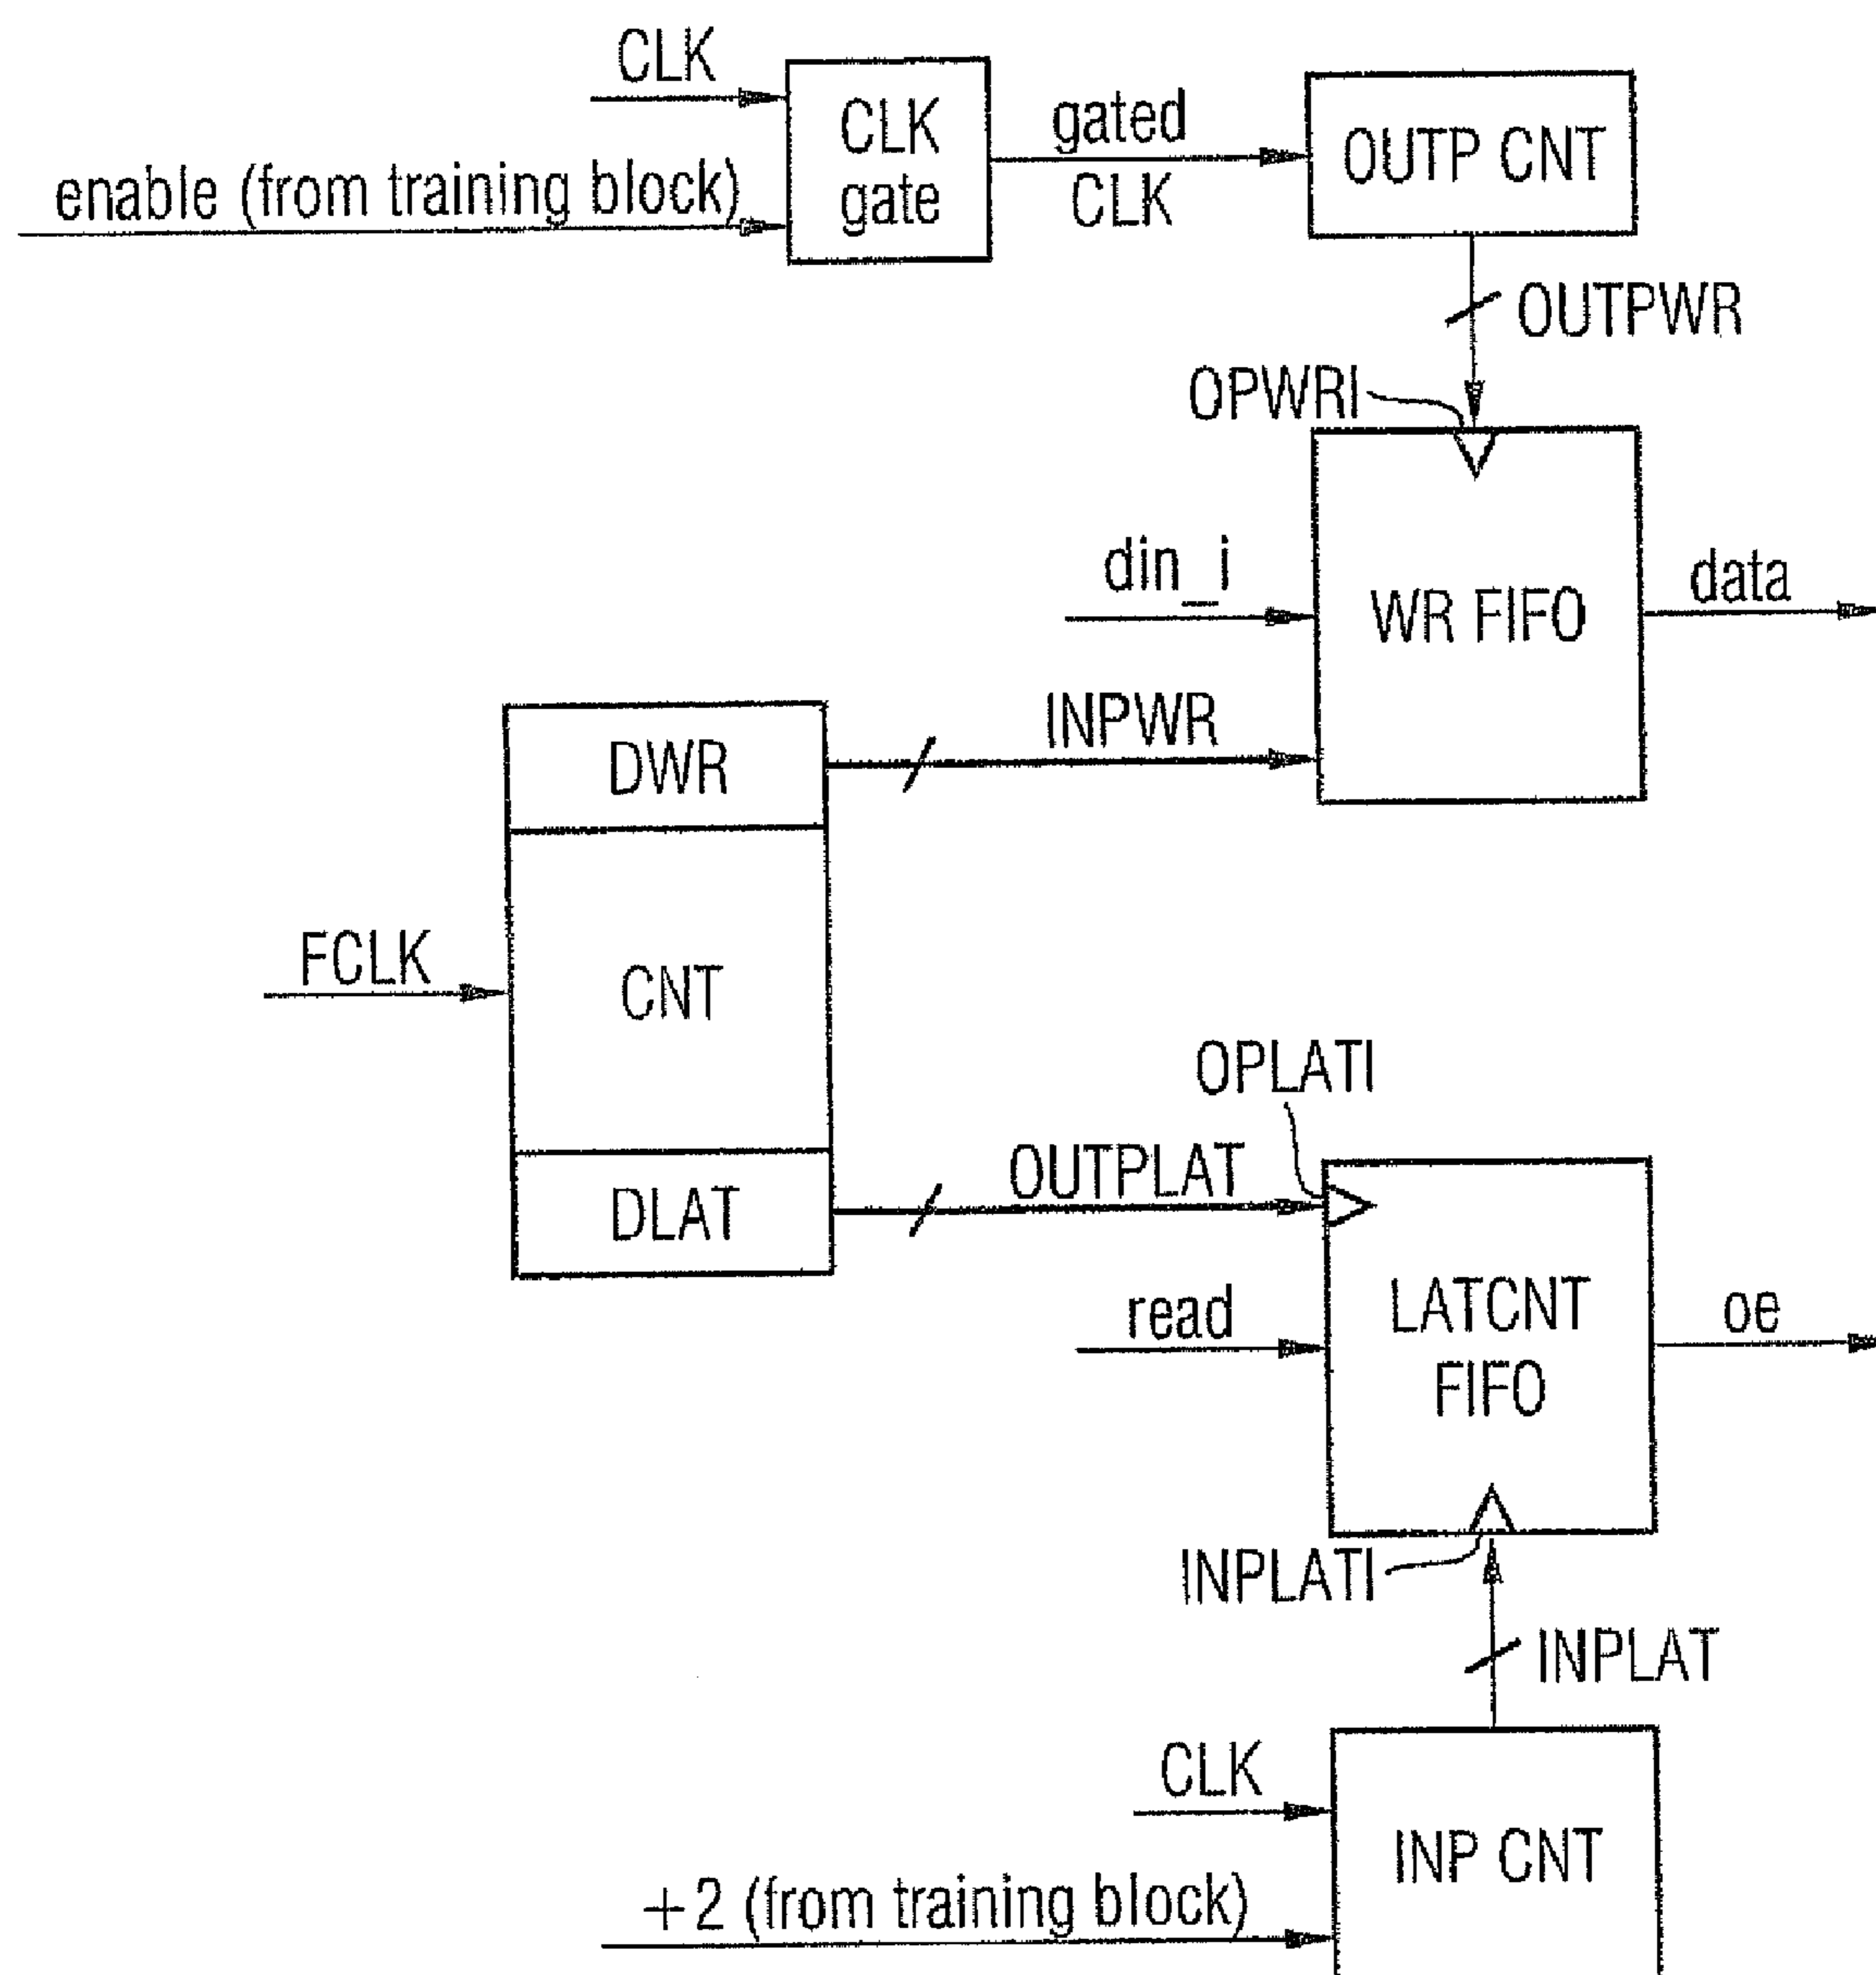 CLK
enable (from training block)
CLK
gate
gated
CLK
OUTP CNT
OUTPWR
OPWRI
din_i
WR FIFO
data
DWR
INPWR
FCLK
CNT
OPLATI
DLAT
OUTPLAT
read
LATCNT
FIFO
oe
INPLATI
INPLAT
CLK
INP CNT
+2 (from training block)